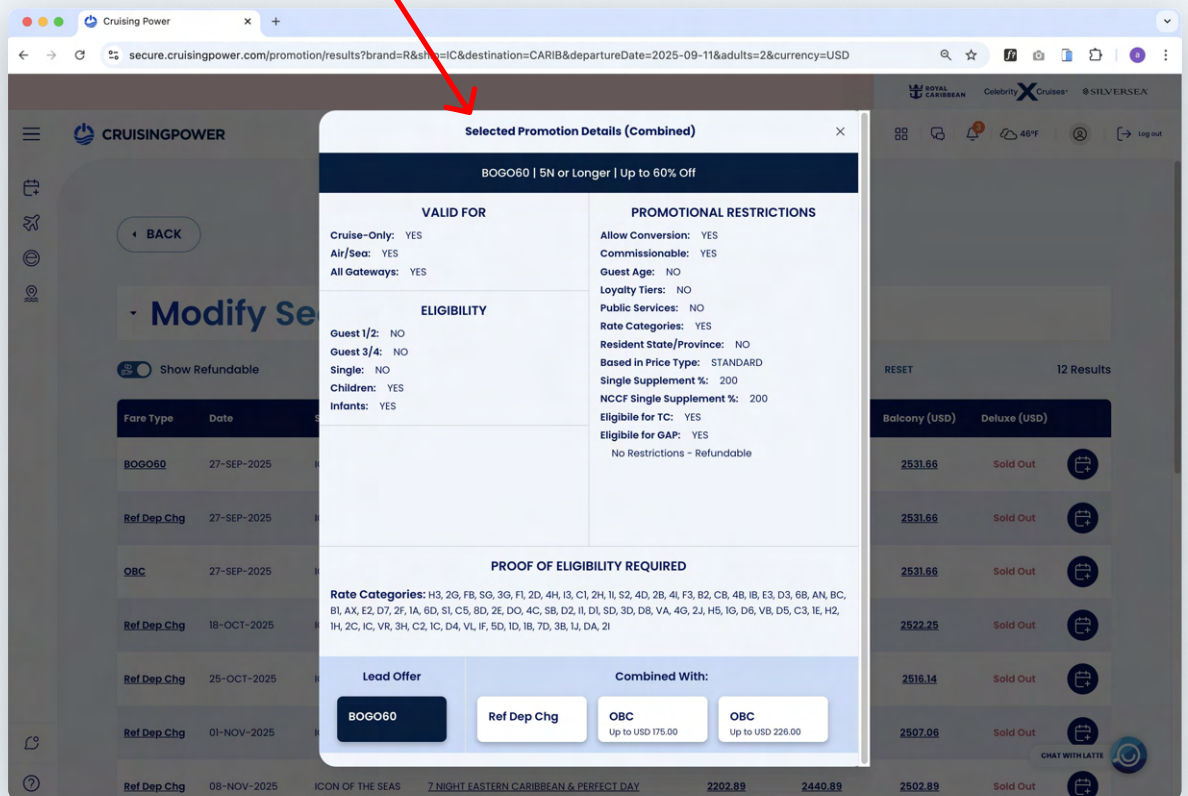 Cruising Power
secure.cruisingpower.com/promotion/results?brand=R&ship=IC&destination=CARIB&departureDate=2025-09-11&adults=2&currency=USD
ROYAL CARIBBEAN Celebrity Cruises SILVERSEA
CRUISINGPOWER
46°F Log out
Selected Promotion Details (Combined)
BOGO60 | 5N or Longer | Up to 60% Off
VALID FOR
Cruise-Only: YES
Air/Sea: YES
All Gateways: YES
ELIGIBILITY
Guest 1/2: NO
Guest 3/4: NO
Single: NO
Children: YES
Infants: YES
PROMOTIONAL RESTRICTIONS
Allow Conversion: YES
Commissionable: YES
Guest Age: NO
Loyalty Tiers: NO
Public Services: NO
Rate Categories: YES
Resident State/Province: NO
Based in Price Type: STANDARD
Single Supplement %: 200
NCCF Single Supplement %: 200
Eligibile for TC: YES
Eligibile for GAP: YES
No Restrictions - Refundable
PROOF OF ELIGIBILITY REQUIRED
Rate Categories: H3, 2G, FB, SG, 3G, F1, 2D, 4H, I3, C1, 2H, 1I, S2, 4D, 2B, 4I, F3, B2, CB, 4B, IB, E3, D3, 6B, AN, BC,
B1, AX, E2, D7, 2F, 1A, 6D, S1, C5, 8D, 2E, DO, 4C, SB, D2, I1, D1, SD, 3D, D8, VA, 4G, 2J, H5, 1G, D6, VB, D5, C3, 1E, H2,
1H, 2C, IC, VR, 3H, C2, 1C, D4, VL, IF, 5D, 1D, 1B, 7D, 3B, 1J, DA, 2I
Lead Offer
BOGO60
Combined With:
Ref Dep Chg
OBC
Up to USD 175.00
OBC
Up to USD 226.00
BACK
Modify Se
Show Refundable
RESET 12 Results
Fare Type Date Balcony (USD) Deluxe (USD)
BOGO60 27-SEP-2025 2531.66 Sold Out
Ref Dep Chg 27-SEP-2025 2531.66 Sold Out
OBC 27-SEP-2025 2531.66 Sold Out
Ref Dep Chg 18-OCT-2025 2522.25 Sold Out
Ref Dep Chg 25-OCT-2025 2516.14 Sold Out
Ref Dep Chg 01-NOV-2025 2507.06 Sold Out
CHAT WITH LATTE
Ref Dep Chg 08-NOV-2025 ICON OF THE SEAS 7 NIGHT EASTERN CARIBBEAN & PERFECT DAY 2202.89 2440.89 2502.89 Sold Out